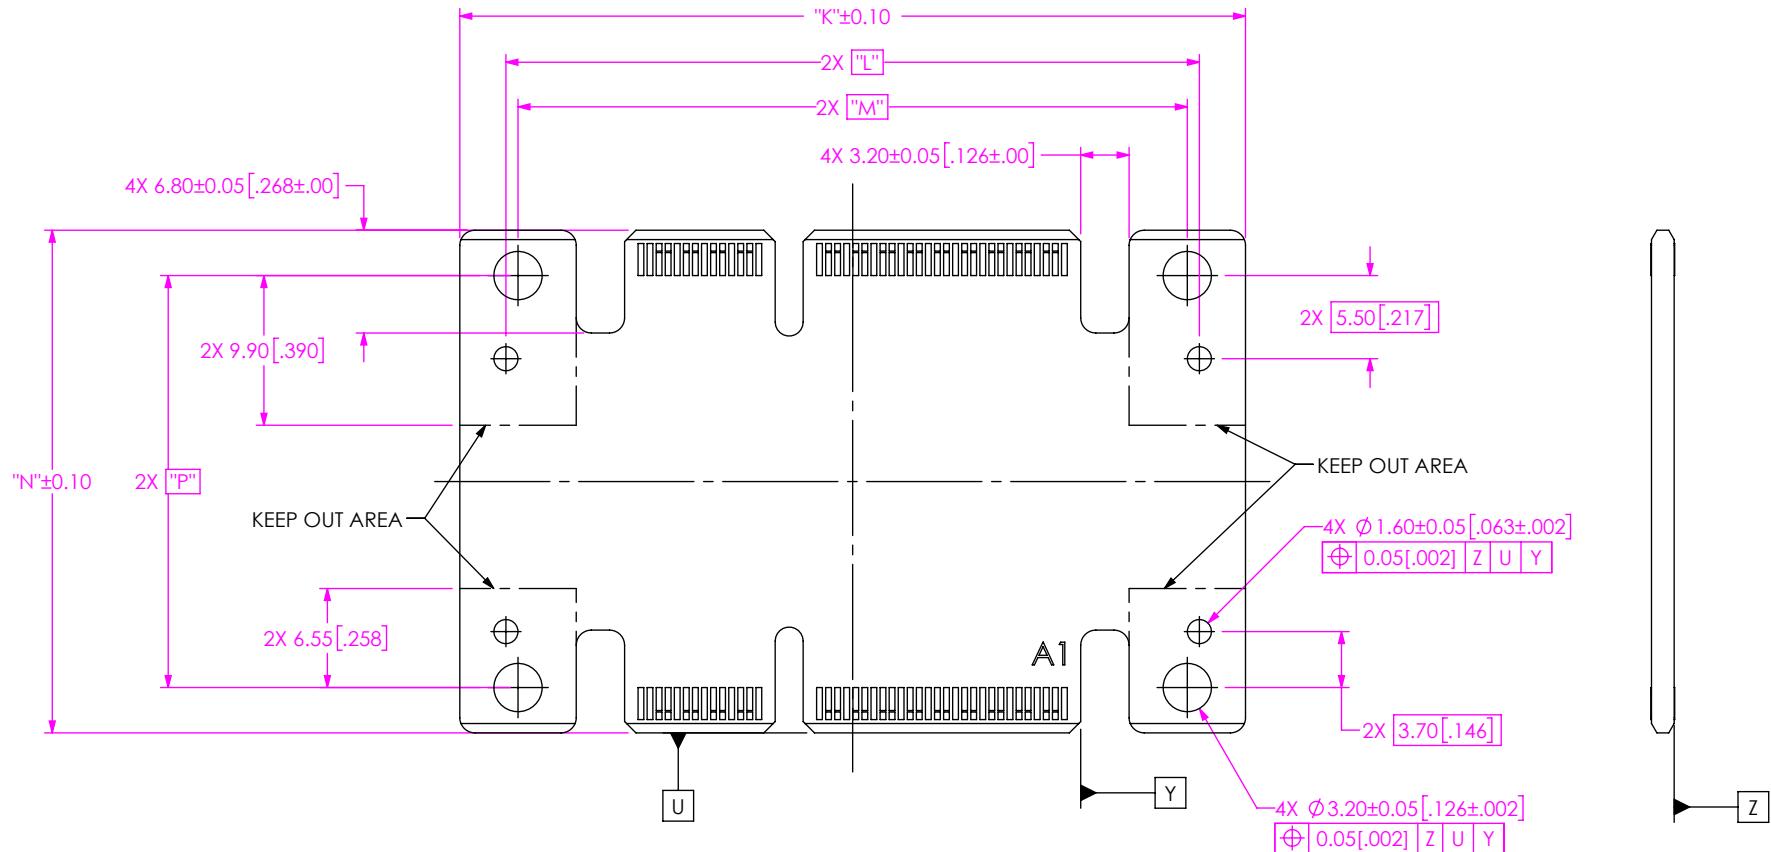 "K"±0.10
2X "L"
2X "M"
4X 3.20±0.05[.126±.00]
4X 6.80±0.05[.268±.00]
2X 5.50[.217]
2X 9.90[.390]
"N"±0.10
2X "P"
KEEP OUT AREA
KEEP OUT AREA
4X Ø1.60±0.05[.063±.002]
⌖ 0.05[.002] Z U Y
2X 6.55[.258]
A1
2X 3.70[.146]
U
Y
Z
4X Ø3.20±0.05[.126±.002]
⌖ 0.05[.002] Z U Y